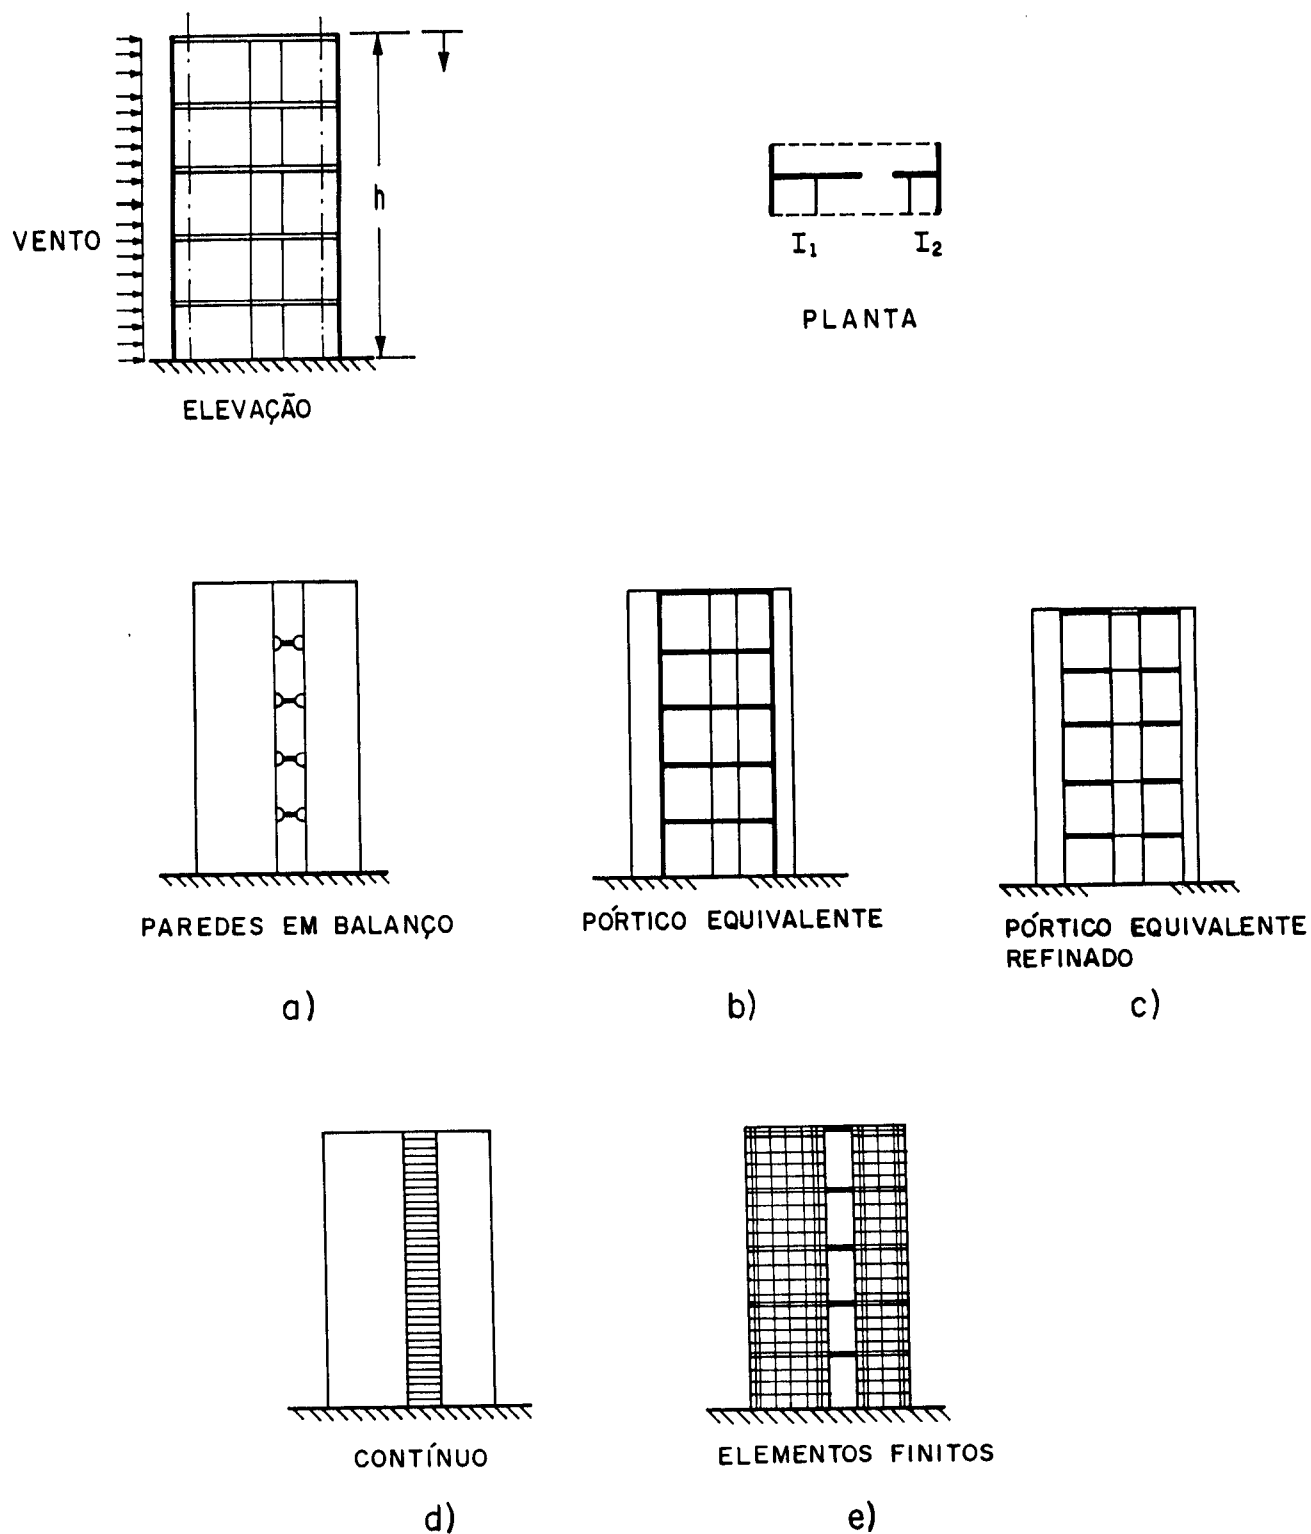 h
VENTO
I₁
I₂
PLANTA
ELEVAÇÃO
PAREDES EM BALANÇO
PÓRTICO EQUIVALENTE
PÓRTICO EQUIVALENTE
REFINADO
a)
b)
c)
CONTÍNUO
ELEMENTOS FINITOS
d)
e)